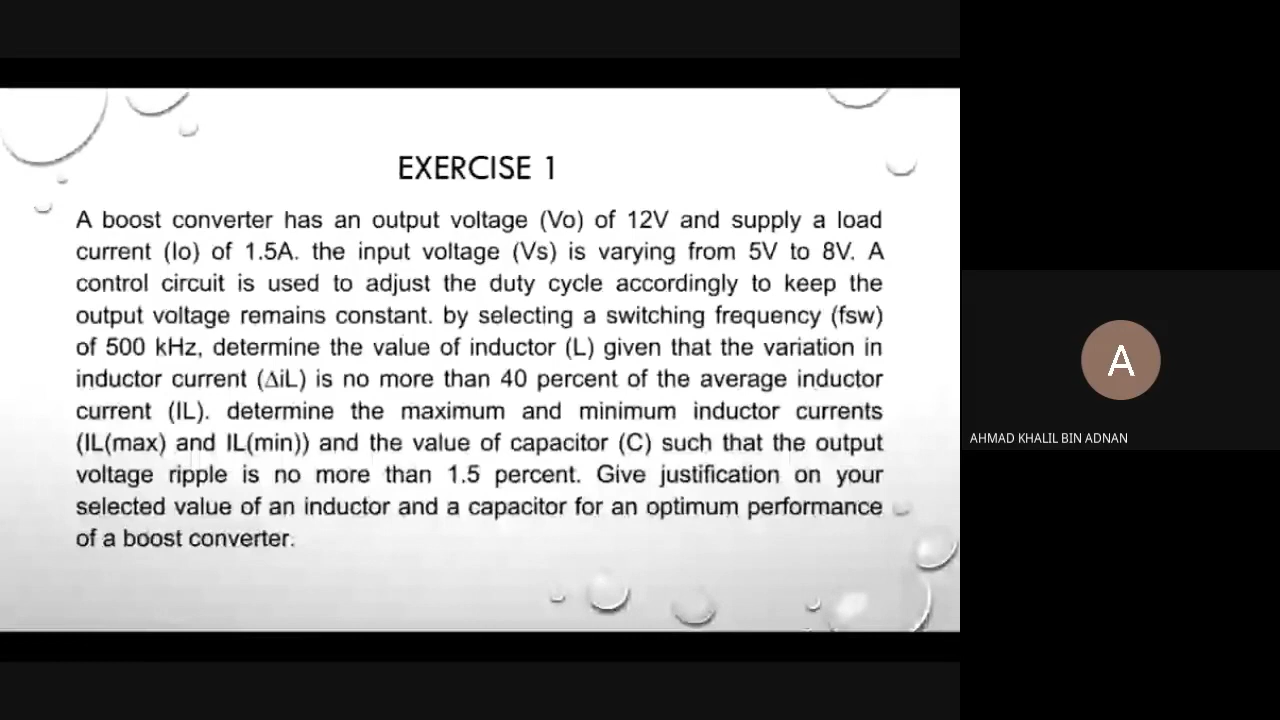 EXERCISE 1
A boost converter has an output voltage (Vo) of 12V and supply a load
current (Io) of 1.5A. the input voltage (Vs) is varying from 5V to 8V. A
control circuit is used to adjust the duty cycle accordingly to keep the
output voltage remains constant. by selecting a switching frequency (fsw)
of 500 kHz, determine the value of inductor (L) given that the variation in
inductor current (∆iL) is no more than 40 percent of the average inductor
current (IL). determine the maximum and minimum inductor currents
(IL(max) and IL(min)) and the value of capacitor (C) such that the output
voltage ripple is no more than 1.5 percent. Give justification on your
selected value of an inductor and a capacitor for an optimum performance
of a boost converter.
A
AHMAD KHALIL BIN ADNAN